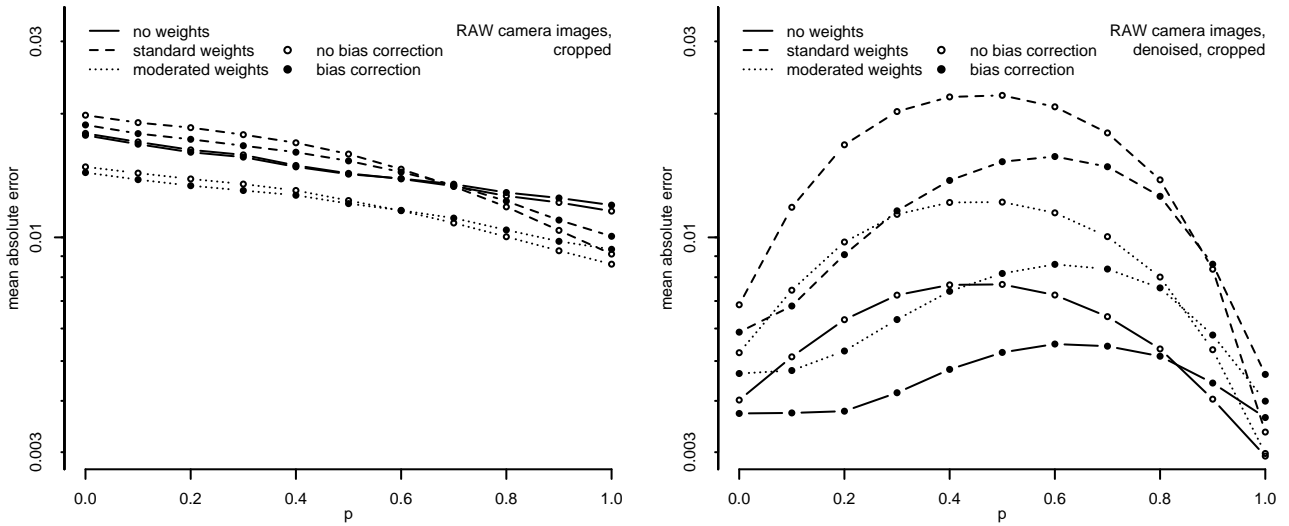 no weights
standard weights
moderated weights
no bias correction
bias correction
RAW camera images,
cropped
mean absolute error
0.03
0.01
0.003
0.0 0.2 0.4 0.6 0.8 1.0
p
no weights
standard weights
moderated weights
no bias correction
bias correction
RAW camera images,
denoised, cropped
mean absolute error
0.03
0.01
0.003
0.0 0.2 0.4 0.6 0.8 1.0
p